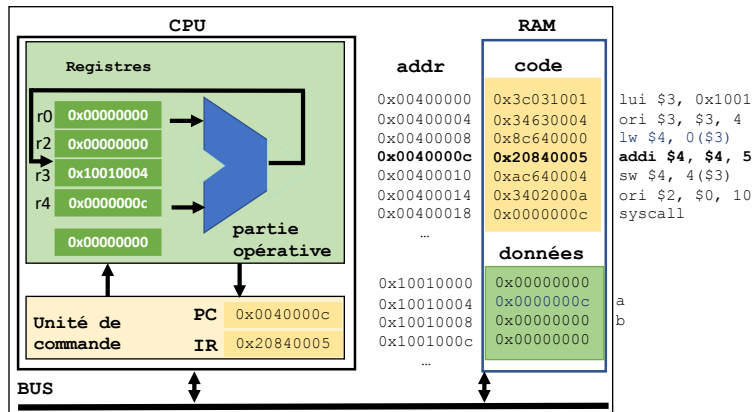 CPU
RAM
Registres
addr
code
r0 0x00000000
r2 0x00000000
r3 0x10010004
r4 0x0000000c
0x00000000
partie
opérative
0x00400000 0x3c031001 lui $3, 0x1001
0x00400004 0x34630004 ori $3, $3, 4
0x00400008 0x8c640000 lw $4, 0($3)
0x0040000c 0x20840005 addi $4, $4, 5
0x00400010 0xac640004 sw $4, 4($3)
0x00400014 0x3402000a ori $2, $0, 10
0x00400018 0x0000000c syscall
…
données
0x10010000 0x00000000
0x10010004 0x0000000c a
0x10010008 0x00000000 b
0x1001000c 0x00000000
…
Unité de
commande
PC 0x0040000c
IR 0x20840005
BUS